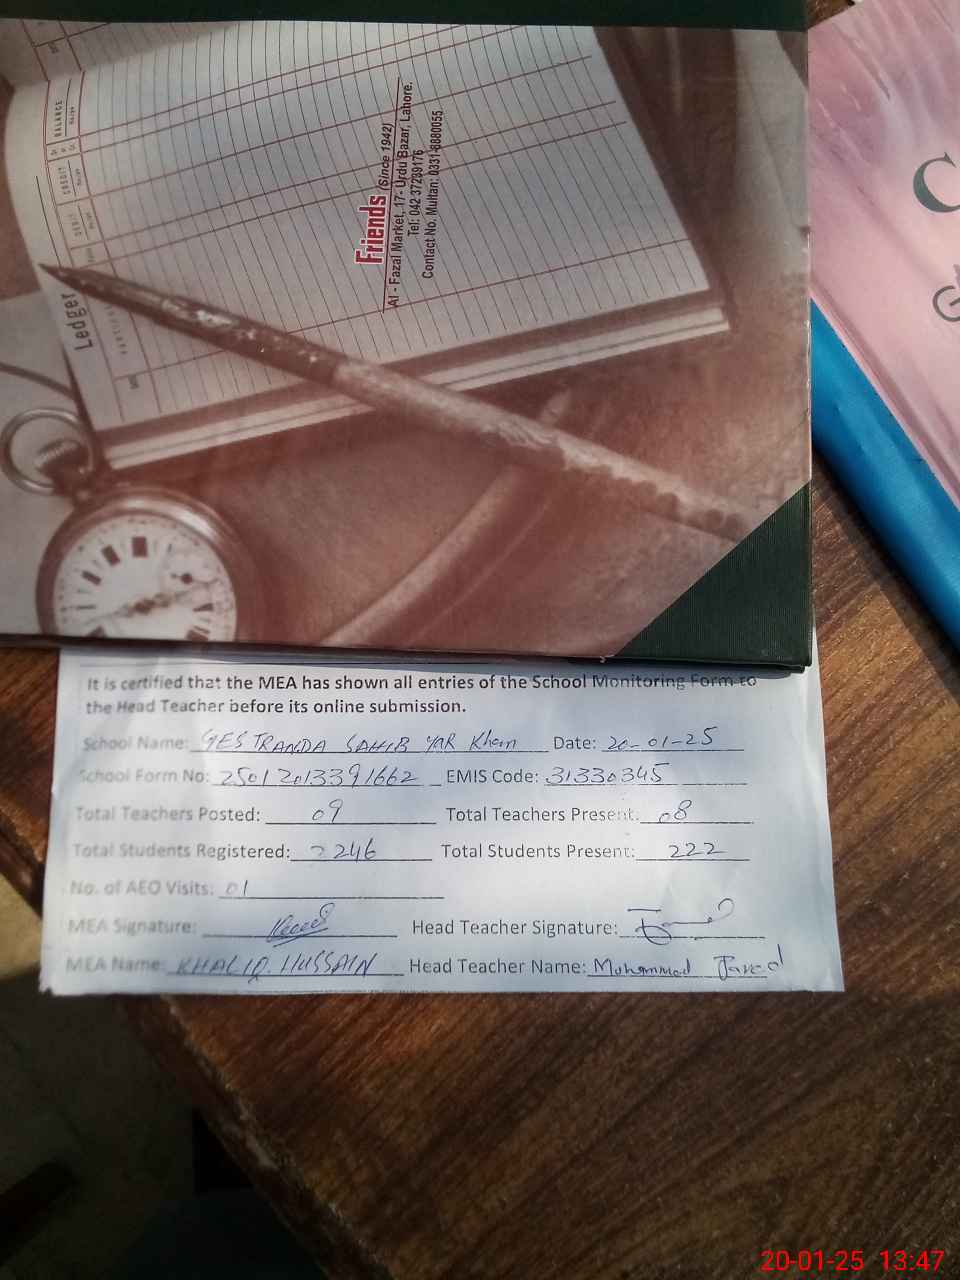 Ledger
DEBIT
CREDIT
BALANCE
Friends (Since 1942)
Al - Fazal Market, 17- Urdu Bazar, Lahore.
Tel: 042 37239176
Contact No. Multan: 0331-8880055
C
It is certified that the MEA has shown all entries of the School Monitoring Form to
the Head Teacher before its online submission.
School Name: GES TRANDA SAHIB YAR Khan Date: 20-01-25
School Form No: 25012013391662 EMIS Code: 31330345
Total Teachers Posted: 09 Total Teachers Present: 08
Total Students Registered: 246 Total Students Present: 222
No. of AEO Visits: 01
MEA Signature: Head Teacher Signature:
MEA Name: KHALIQ HUSSAIN Head Teacher Name: Muhammad Javed
20-01-25 13:47